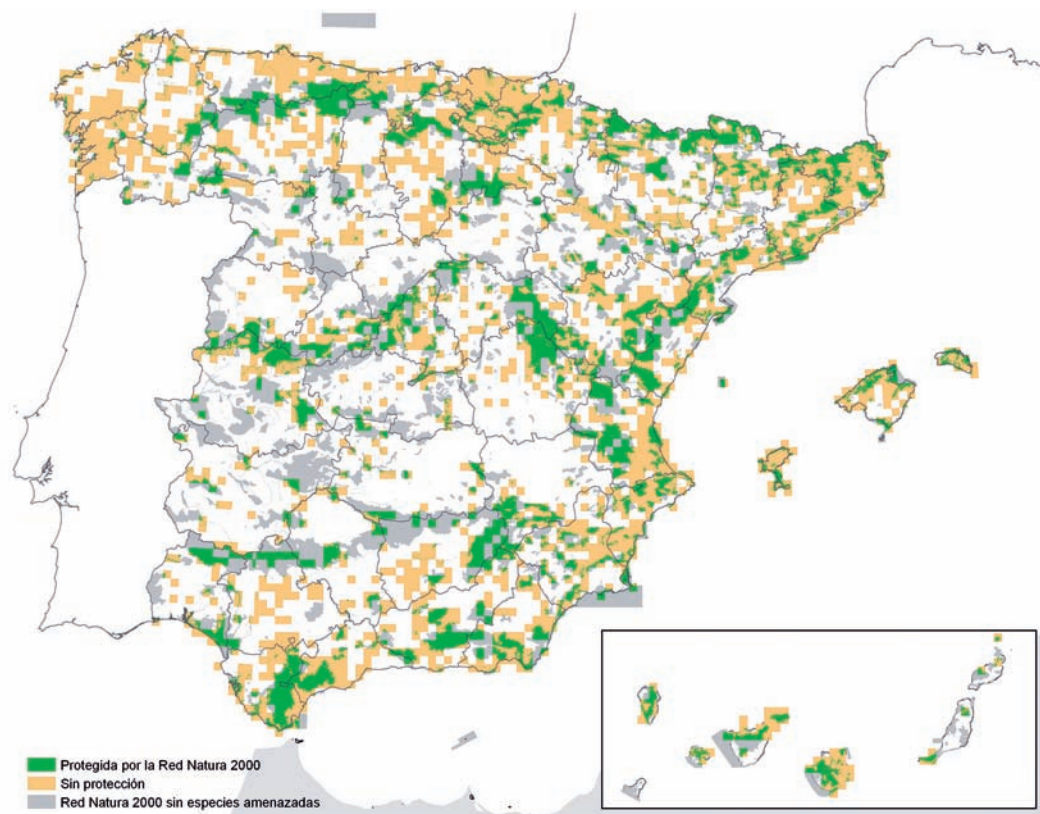 Protegida por la Red Natura 2000
Sin protección
Red Natura 2000 sin especies amenazadas